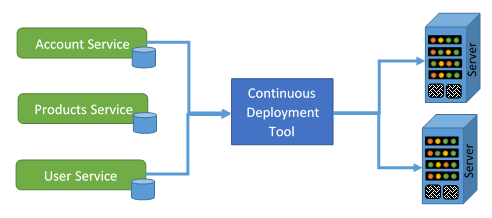 Account Service
Products Service
User Service
Continuous
Deployment
Tool
Server
Server